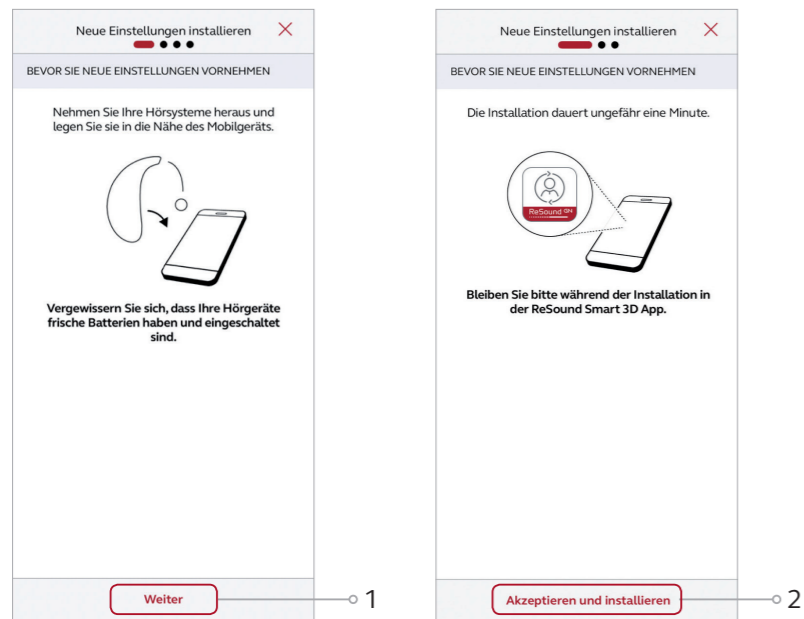 Neue Einstellungen installieren
BEVOR SIE NEUE EINSTELLUNGEN VORNEHMEN
Nehmen Sie Ihre Hörsysteme heraus und
legen Sie sie in die Nähe des Mobilgeräts.
Vergewissern Sie sich, dass Ihre Hörgeräte
frische Batterien haben und eingeschaltet
sind.
Weiter
1
Neue Einstellungen installieren
BEVOR SIE NEUE EINSTELLUNGEN VORNEHMEN
Die Installation dauert ungefähr eine Minute.
ReSound GN
Bleiben Sie bitte während der Installation in
der ReSound Smart 3D App.
Akzeptieren und installieren
2